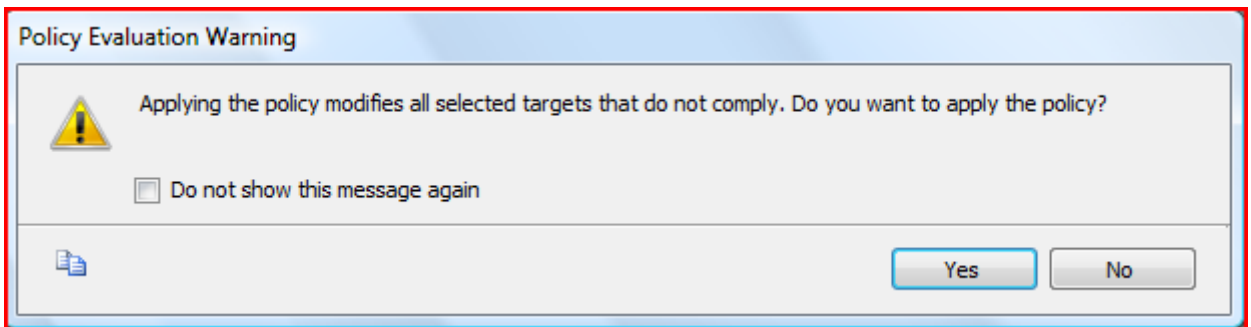 Policy Evaluation Warning
Applying the policy modifies all selected targets that do not comply. Do you want to apply the policy?
Do not show this message again
Yes No